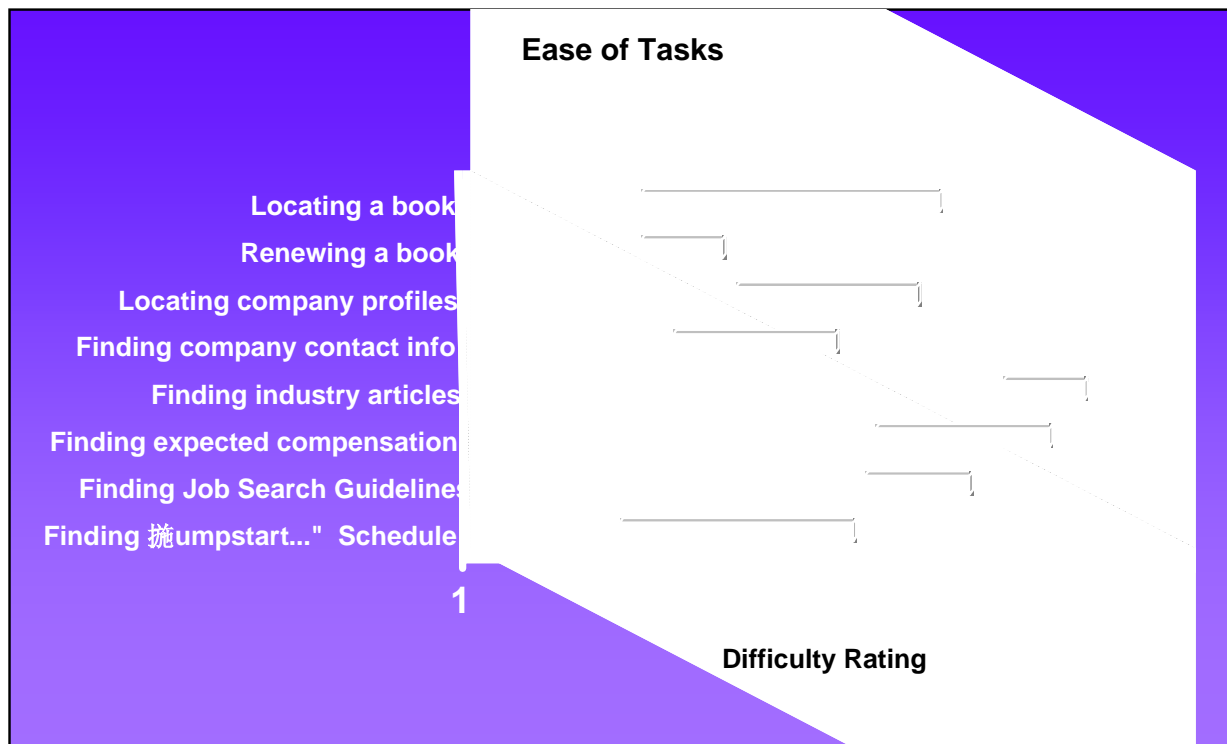 Ease of Tasks
Locating a book
Renewing a book
Locating company profiles
Finding company contact info
Finding industry articles
Finding expected compensation
Finding Job Search Guidelines
Finding 揓umpstart..." Schedule
1
Difficulty Rating